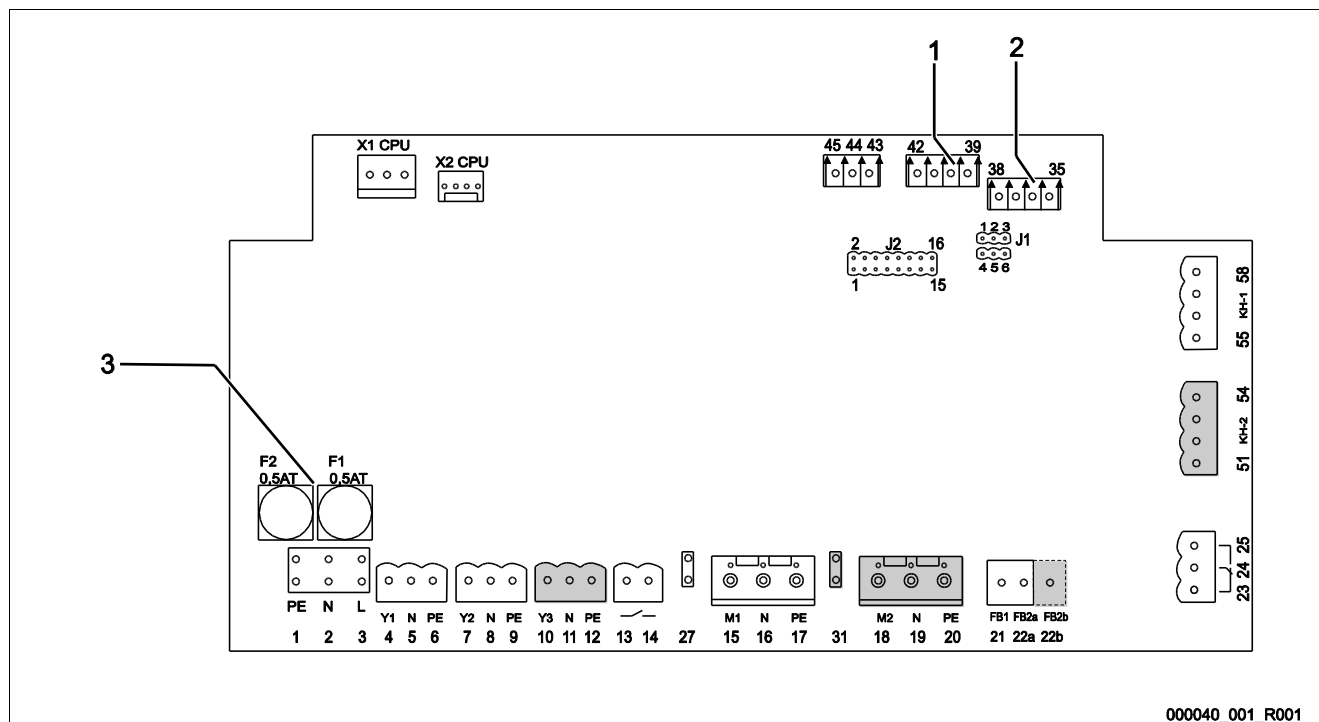 1
2
X1 CPU
X2 CPU
45 44 43
42 39
38 35
1 2 3
J1
4 5 6
2 J2 16
1 15
58
KH-1
55
3
54
KH-2
51
F2
0,5AT
F1
0,5AT
25
24
23
PE N L
Y1 N PE
Y2 N PE
Y3 N PE
M1 N PE
M2 N PE
FB1 FB2a FB2b
1 2 3 4 5 6 7 8 9 10 11 12 13 14 27 15 16 17 31 18 19 20 21 22a 22b
000040_001_R001